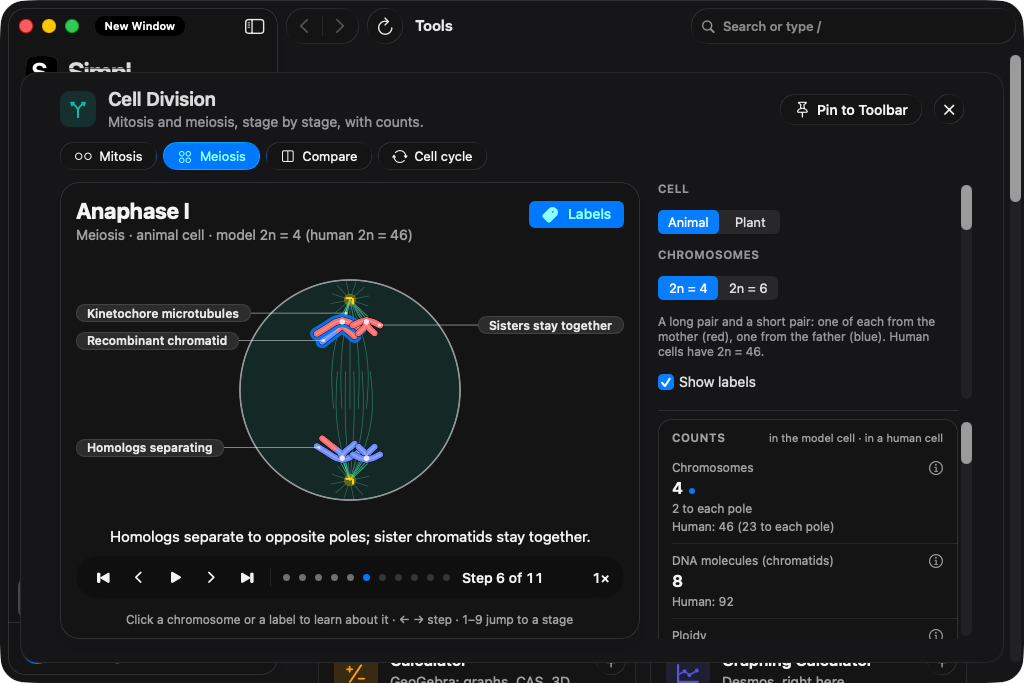 New Window
Tools
Search or type /
Simpl
Cell Division
Mitosis and meiosis, stage by stage, with counts.
Pin to Toolbar
Mitosis
Meiosis
Compare
Cell cycle
Anaphase I
Meiosis · animal cell · model 2n = 4 (human 2n = 46)
Labels
Kinetochore microtubules
Recombinant chromatid
Sisters stay together
Homologs separating
Homologs separate to opposite poles; sister chromatids stay together.
Step 6 of 11
1×
Click a chromosome or a label to learn about it · ← → step · 1–9 jump to a stage
CELL
Animal
Plant
CHROMOSOMES
2n = 4
2n = 6
A long pair and a short pair: one of each from the
mother (red), one from the father (blue). Human
cells have 2n = 46.
Show labels
COUNTS
in the model cell · in a human cell
Chromosomes
4
2 to each pole
Human: 46 (23 to each pole)
DNA molecules (chromatids)
8
Human: 92
Ploidy
Calculator
GeoGebra: graphs, CAS, 3D
Graphing Calculator
Desmos, right here